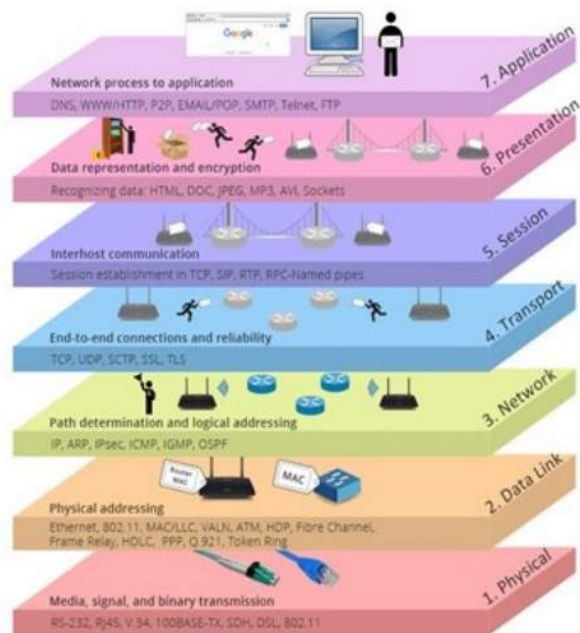 Google
7. Application
Network process to application
DNS, WWW/HTTP, P2P, EMAIL/POP, SMTP, Telnet, FTP
6. Presentation
Data representation and encryption
Recognizing data: HTML, DOC, JPEG, MP3, AVI, Sockets
5. Session
Interhost communication
Session establishment in TCP, SIP, RTP, RPC-Named pipes
4. Transport
End-to-end connections and reliability
TCP, UDP, SCTP, SSL, TLS
3. Network
Path determination and logical addressing
IP, ARP, IPsec, ICMP, IGMP, OSPF
Router
MAC
MAC
2. Data Link
Physical addressing
Ethernet, 802.11, MAC/LLC, VALN, ATM, HDP, Fibre Channel,
Frame Relay, HDLC, PPP, Q.921, Token Ring
1. Physical
Media, signal, and binary transmission
RS-232, RJ45, V.34, 100BASE-TX, SDH, DSL, 802.11